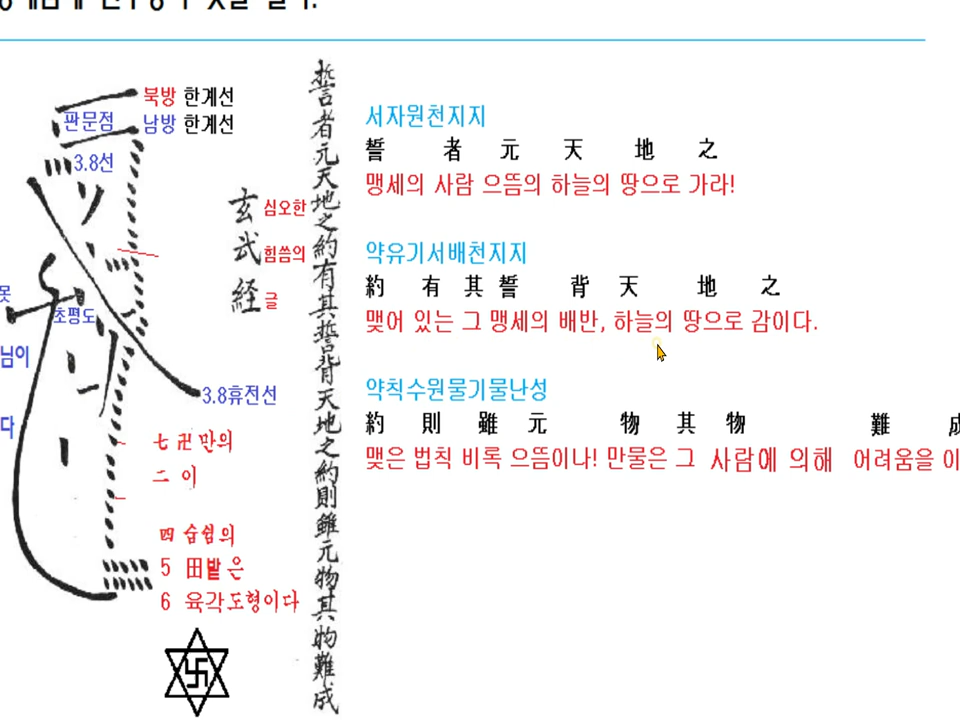 북방 한계선
판문점
남방 한계선
3.8선
玄 심오한
武 힘씀의
経 글
초평도
못
님이
다
3.8휴전선
七 卍 만의
二 이
四 습쉼의
5 田밭은
6 육각도형이다
誓者元天地之約有其誓背天地之約則雖元物其物難成
서자원천지지
誓 者 元 天 地 之
맹세의 사람 으뜸의 하늘의 땅으로 가라!
약유기서배천지지
約 有 其 誓 背 天 地 之
맺어 있는 그 맹세의 배반, 하늘의 땅으로 감이다.
약칙수원물기물난성
約 則 雖 元 物 其 物 難 成
맺은 법칙 비록 으뜸이나! 만물은 그 사람에 의해 어려움을 이